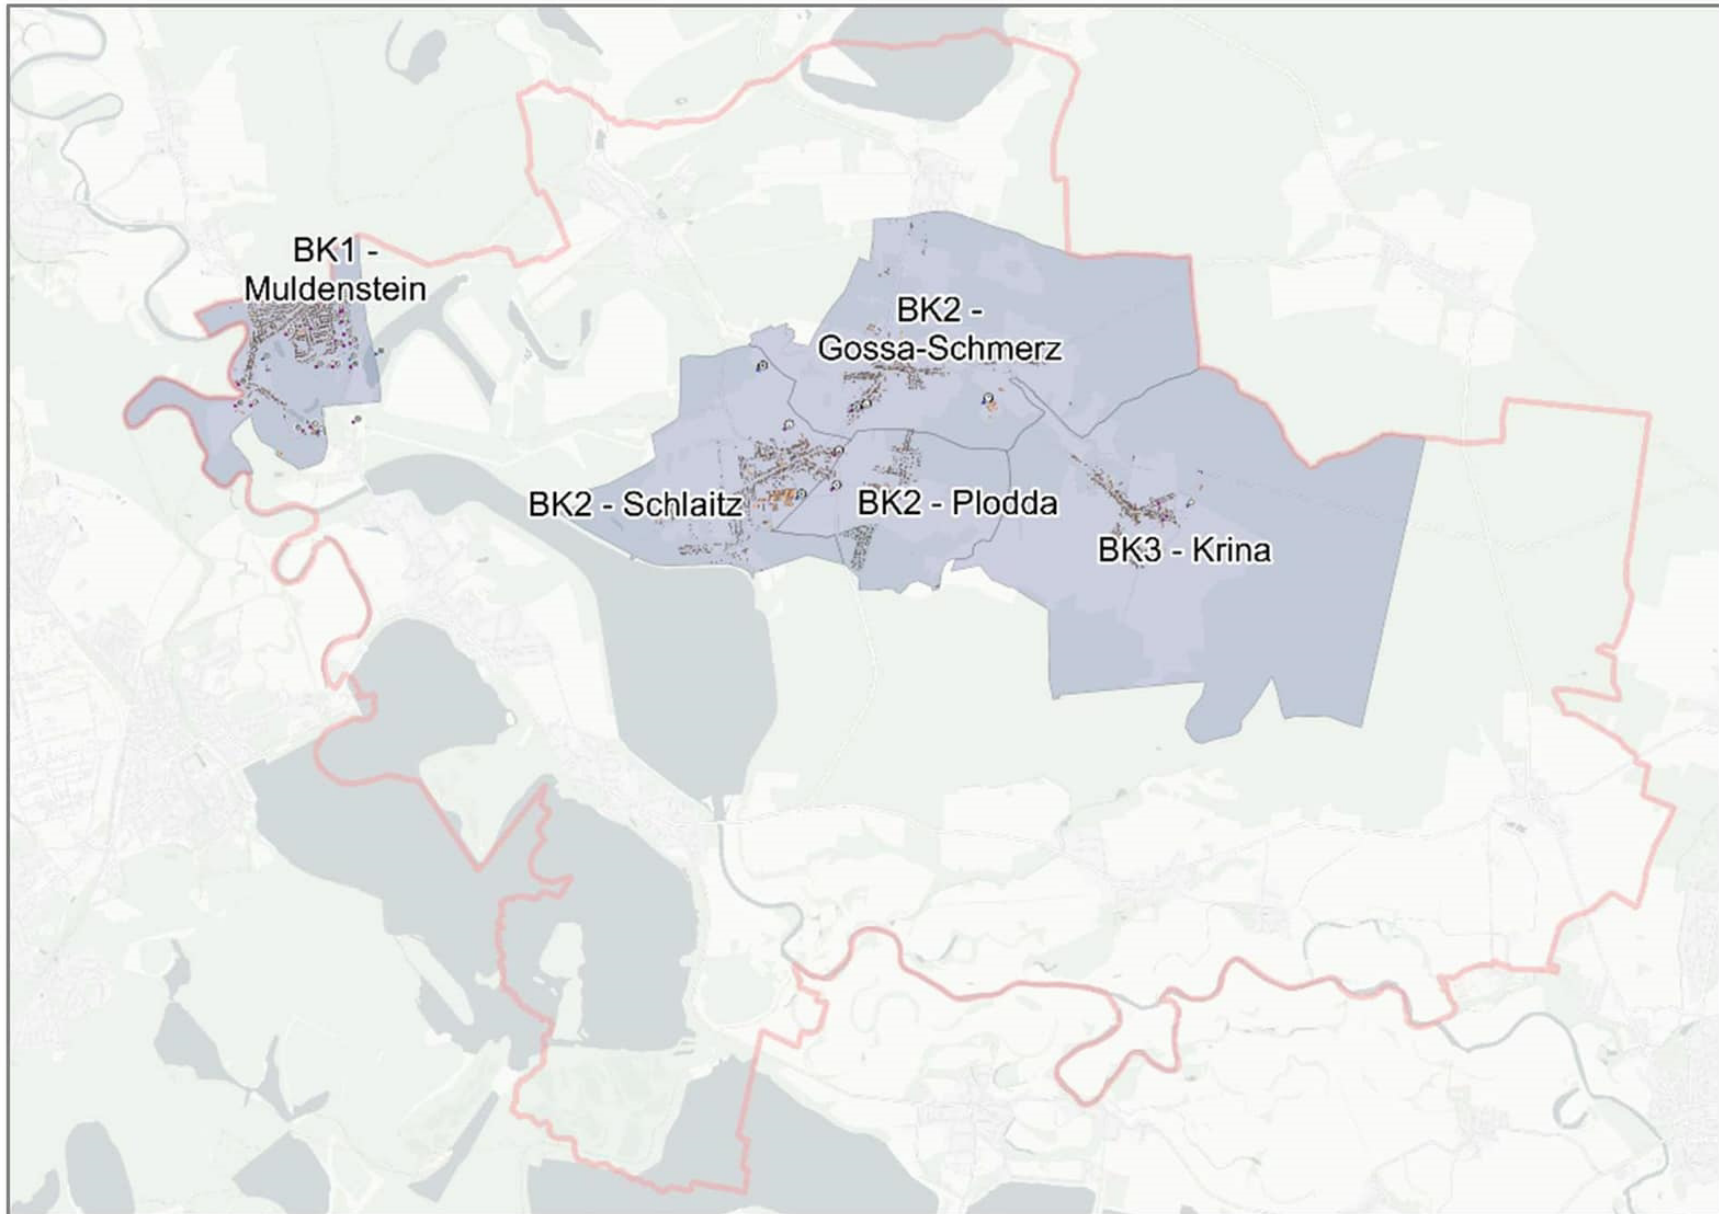 BK1 -
Muldenstein
BK2 -
Gossa-Schmerz
BK2 - Schlaitz
BK2 - Plodda
BK3 - Krina